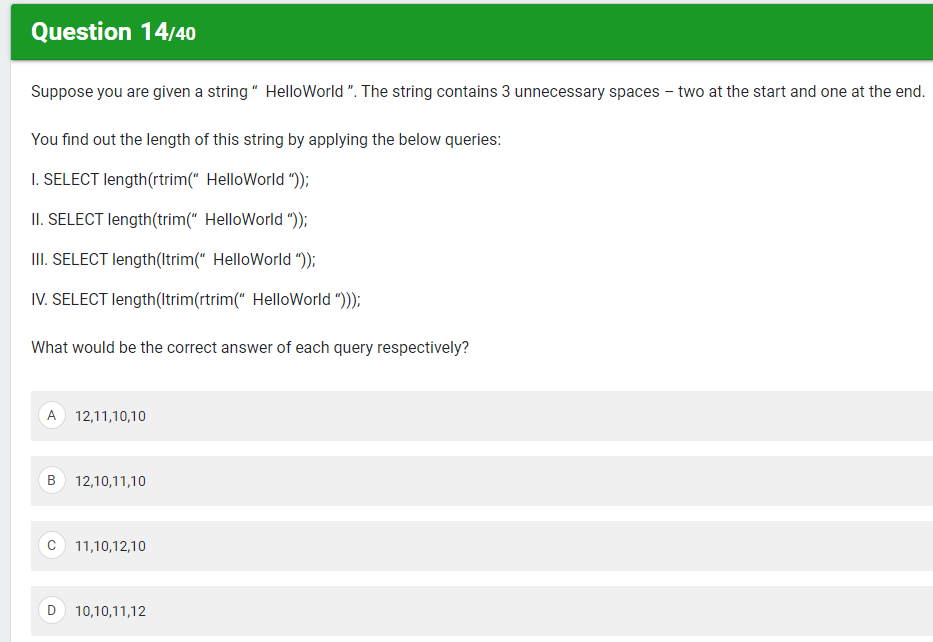 Question 14/40
Suppose you are given a string “  HelloWorld ”. The string contains 3 unnecessary spaces – two at the start and one at the end.
You find out the length of this string by applying the below queries:
I. SELECT length(rtrim(“  HelloWorld “));
II. SELECT length(trim(“  HelloWorld “));
III. SELECT length(ltrim(“  HelloWorld “));
IV. SELECT length(ltrim(rtrim(“  HelloWorld “)));
What would be the correct answer of each query respectively?
A 12,11,10,10
B 12,10,11,10
C 11,10,12,10
D 10,10,11,12